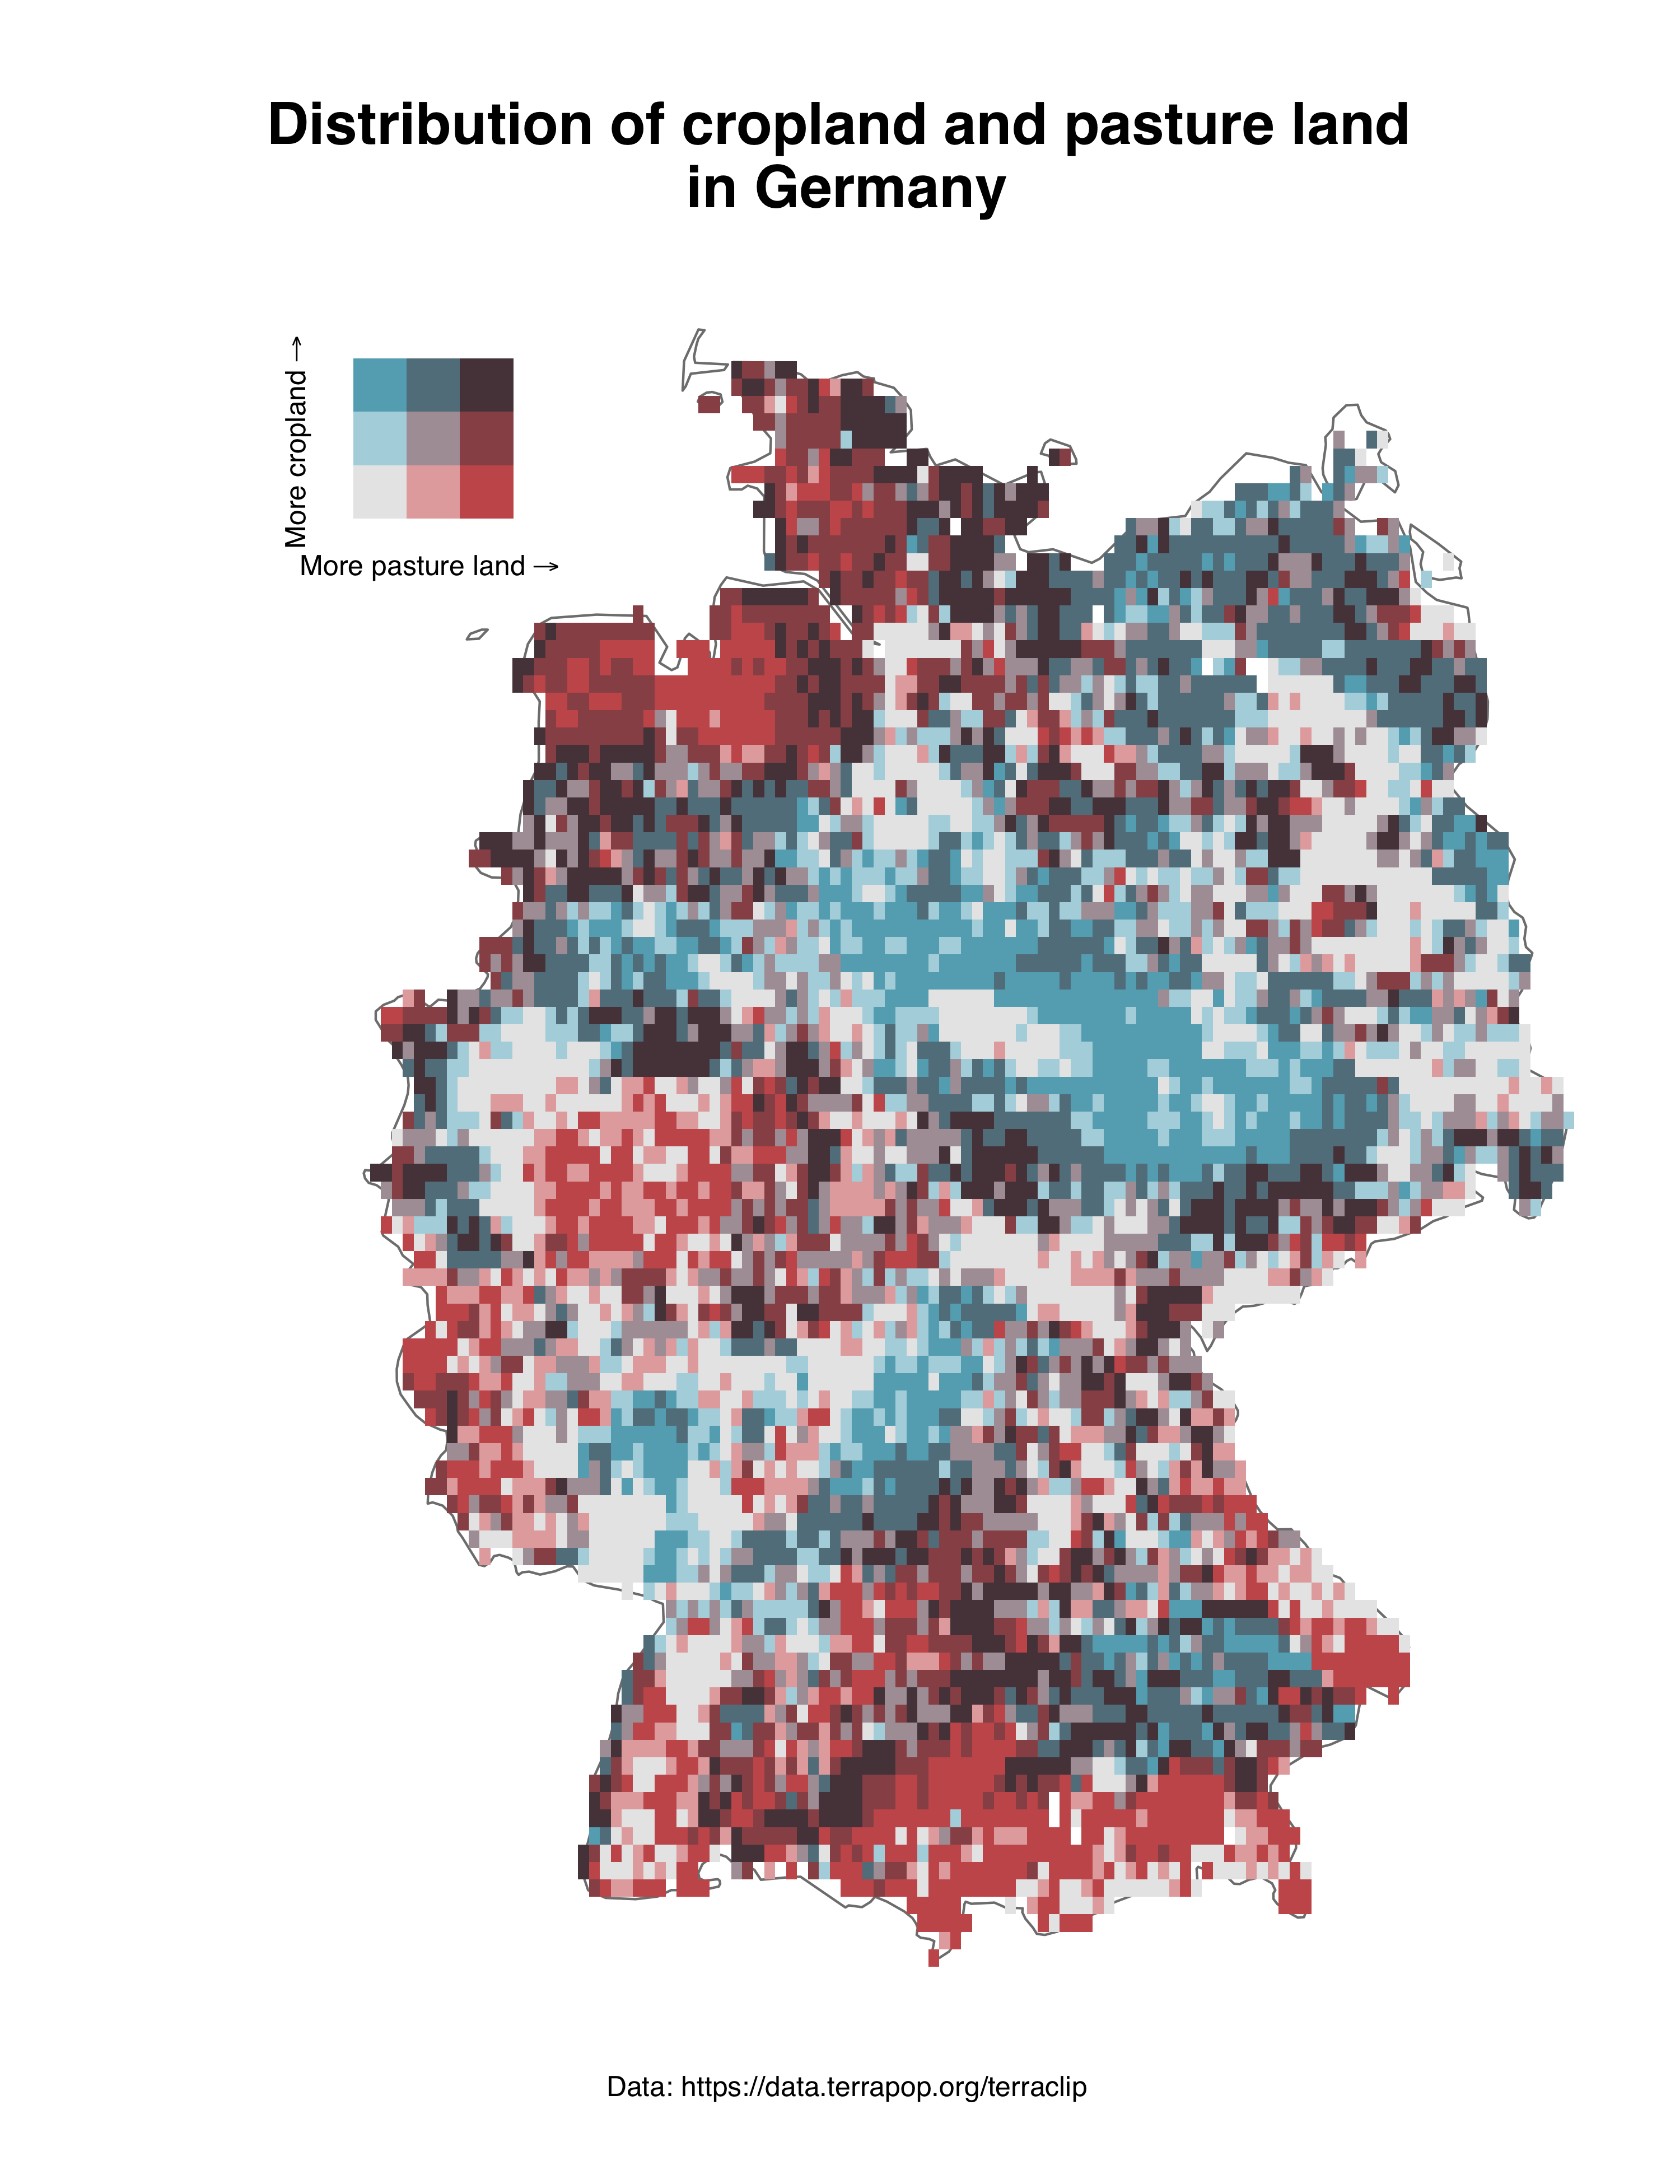 Distribution of cropland and pasture land
in Germany
More cropland →
More pasture land →
Data: https://data.terrapop.org/terraclip